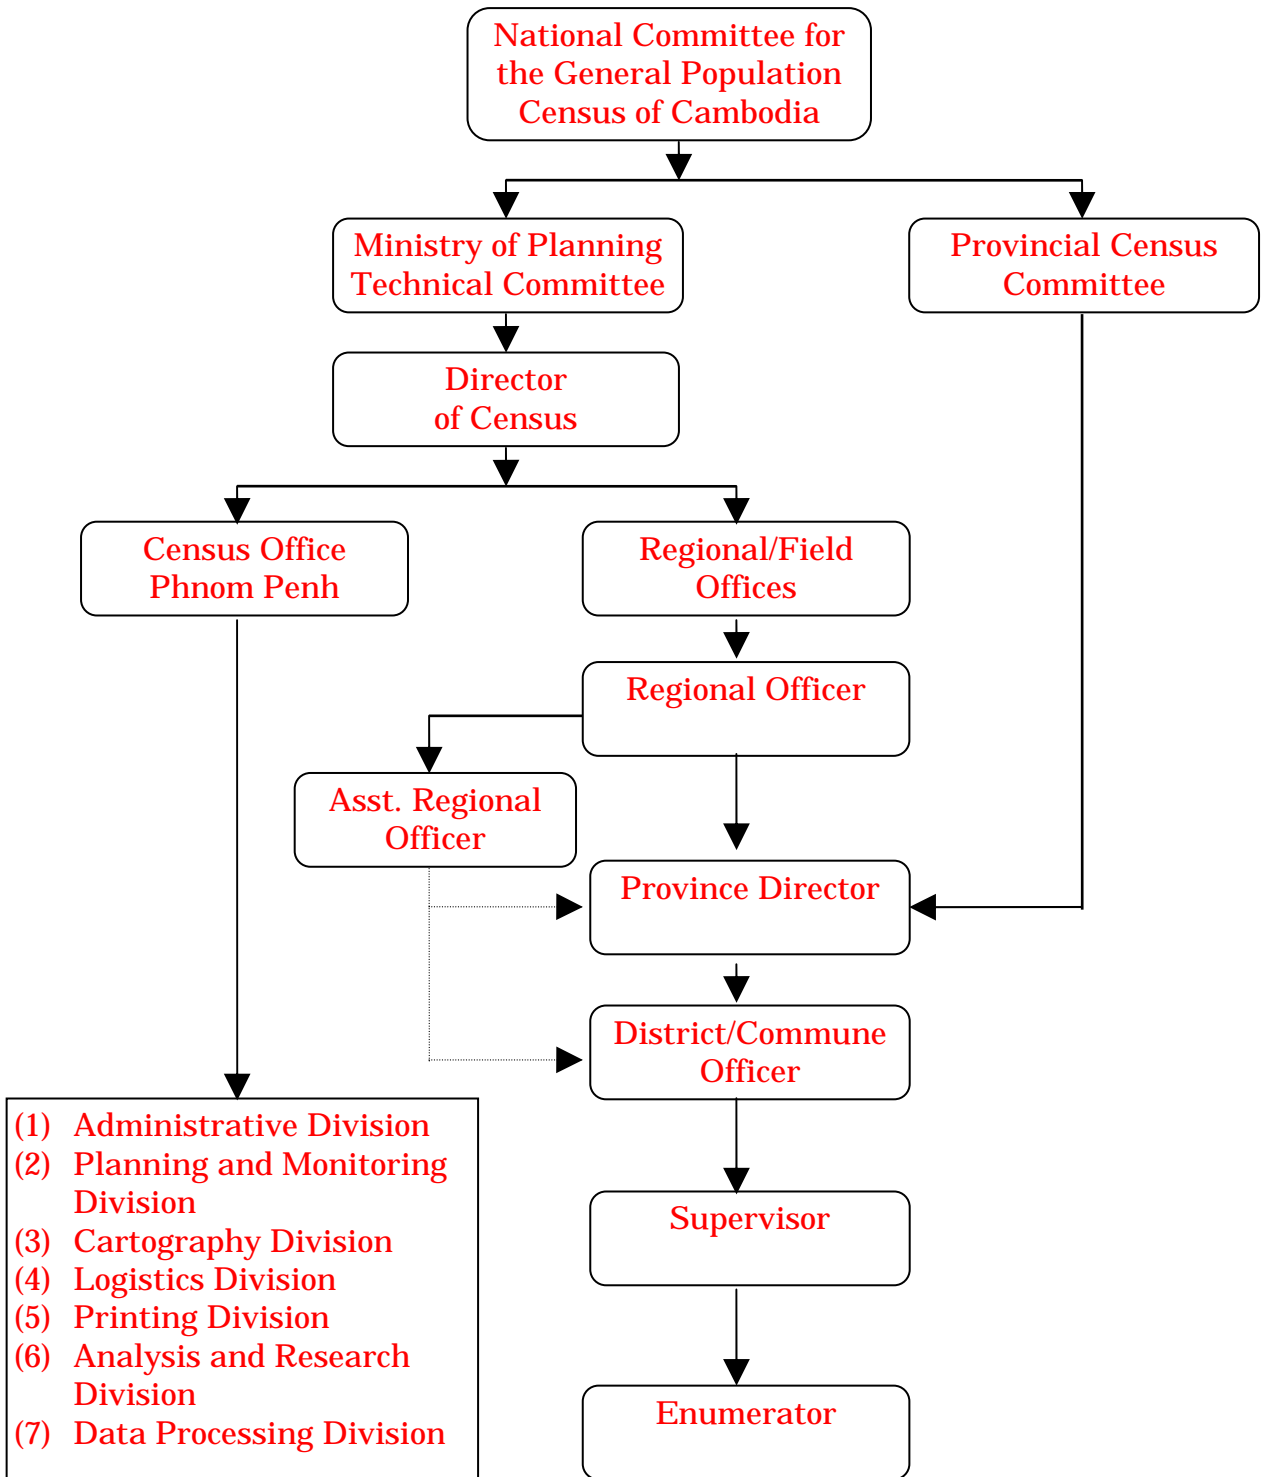 National Committee for
the General Population
Census of Cambodia
Ministry of Planning
Technical Committee
Provincial Census
Committee
Director
of Census
Census Office
Phnom Penh
Regional/Field
Offices
Regional Officer
Asst. Regional
Officer
Province Director
District/Commune
Officer
(1) Administrative Division
(2) Planning and Monitoring
Division
(3) Cartography Division
(4) Logistics Division
(5) Printing Division
(6) Analysis and Research
Division
(7) Data Processing Division
Supervisor
Enumerator